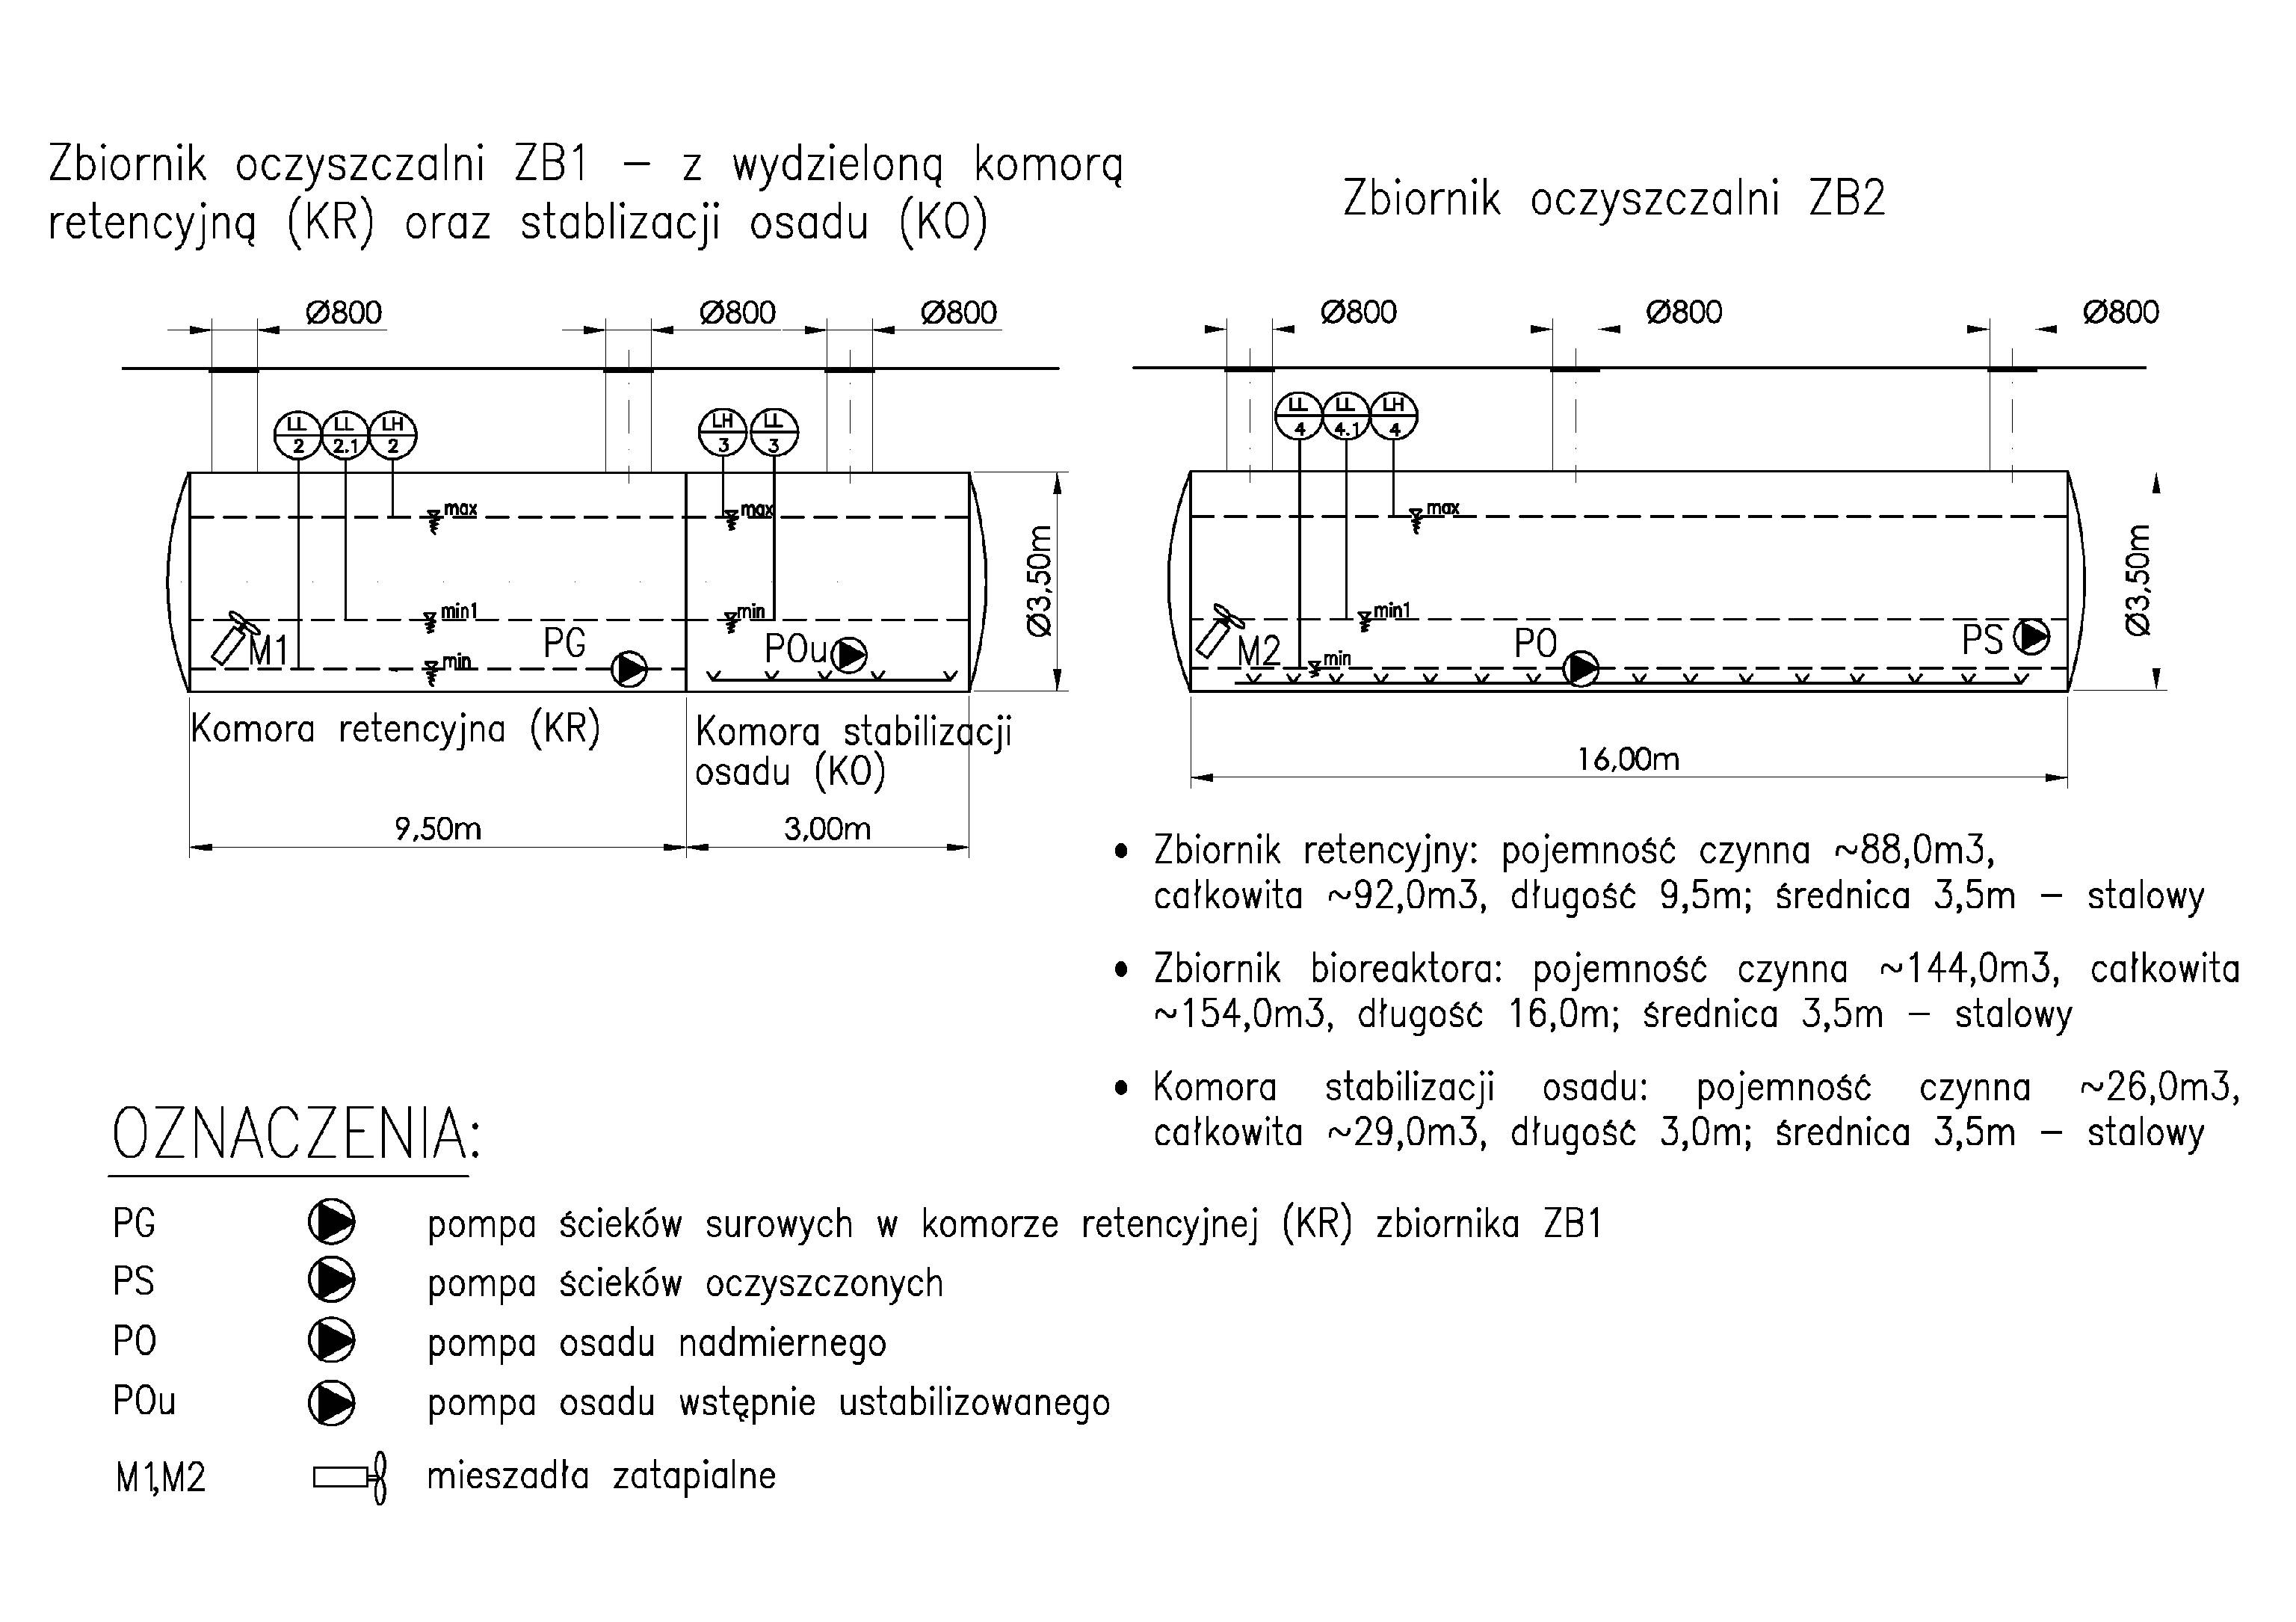 Zbiornik oczyszczalni ZB1 – z wydzieloną komorą
retencyjną (KR) oraz stablizacji osadu (KO)
Zbiornik oczyszczalni ZB2
Ø800 Ø800 Ø800
LL 2 LL 2.1 LH 2 LH 3 LL 3
max max
min1 min
min
M1 PG POu
Ø3,50m
Komora retencyjna (KR)
Komora stabilizacji
osadu (KO)
9,50m 3,00m
Ø800 Ø800 Ø800
LL 4 LL 4.1 LH 4
max
min1
min
M2 PO PS
Ø3,50m
16,00m
• Zbiornik retencyjny: pojemność czynna ~88,0m3,
całkowita ~92,0m3, długość 9,5m; średnica 3,5m – stalowy
• Zbiornik bioreaktora: pojemność czynna ~144,0m3, całkowita
~154,0m3, długość 16,0m; średnica 3,5m – stalowy
• Komora stabilizacji osadu: pojemność czynna ~26,0m3,
całkowita ~29,0m3, długość 3,0m; średnica 3,5m – stalowy
OZNACZENIA:
PG pompa ścieków surowych w komorze retencyjnej (KR) zbiornika ZB1
PS pompa ścieków oczyszczonych
PO pompa osadu nadmiernego
POu pompa osadu wstępnie ustabilizowanego
M1,M2 mieszadła zatapialne